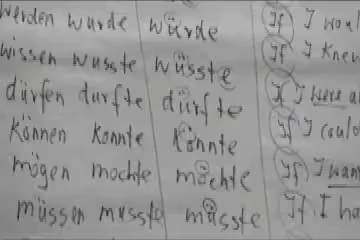 werden wurde würde If I woul
wissen wusste wüsste If I knew
dürfen durfte dürfte If I were a
Können konnte könnte If I could
mögen mochte möchte If I wan
müssen musste müsste If I ha